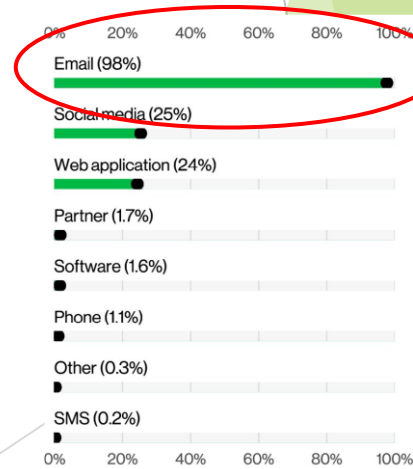 0% 20% 40% 60% 80% 100%
Email (98%)
Social media (25%)
Web application (24%)
Partner (1.7%)
Software (1.6%)
Phone (1.1%)
Other (0.3%)
SMS (0.2%)
0% 20% 40% 60% 80% 100%